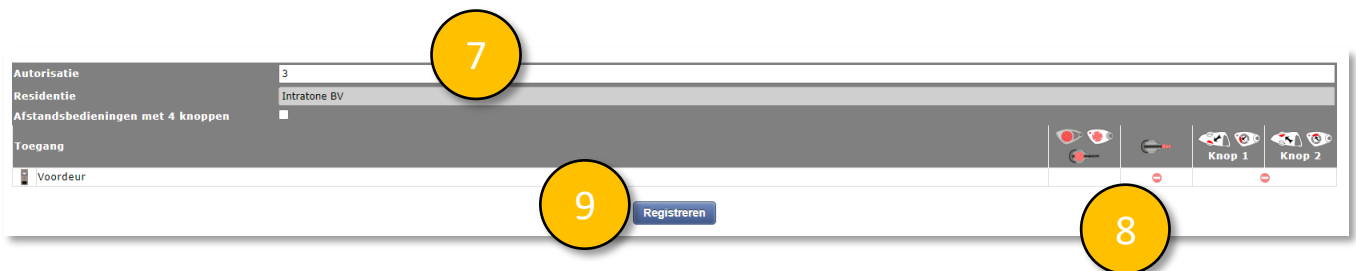 7
Autorisatie 3
Residentie Intratone BV
Afstandsbedieningen met 4 knoppen
Toegang Knop 1 Knop 2
Voordeur
9 Registreren 8